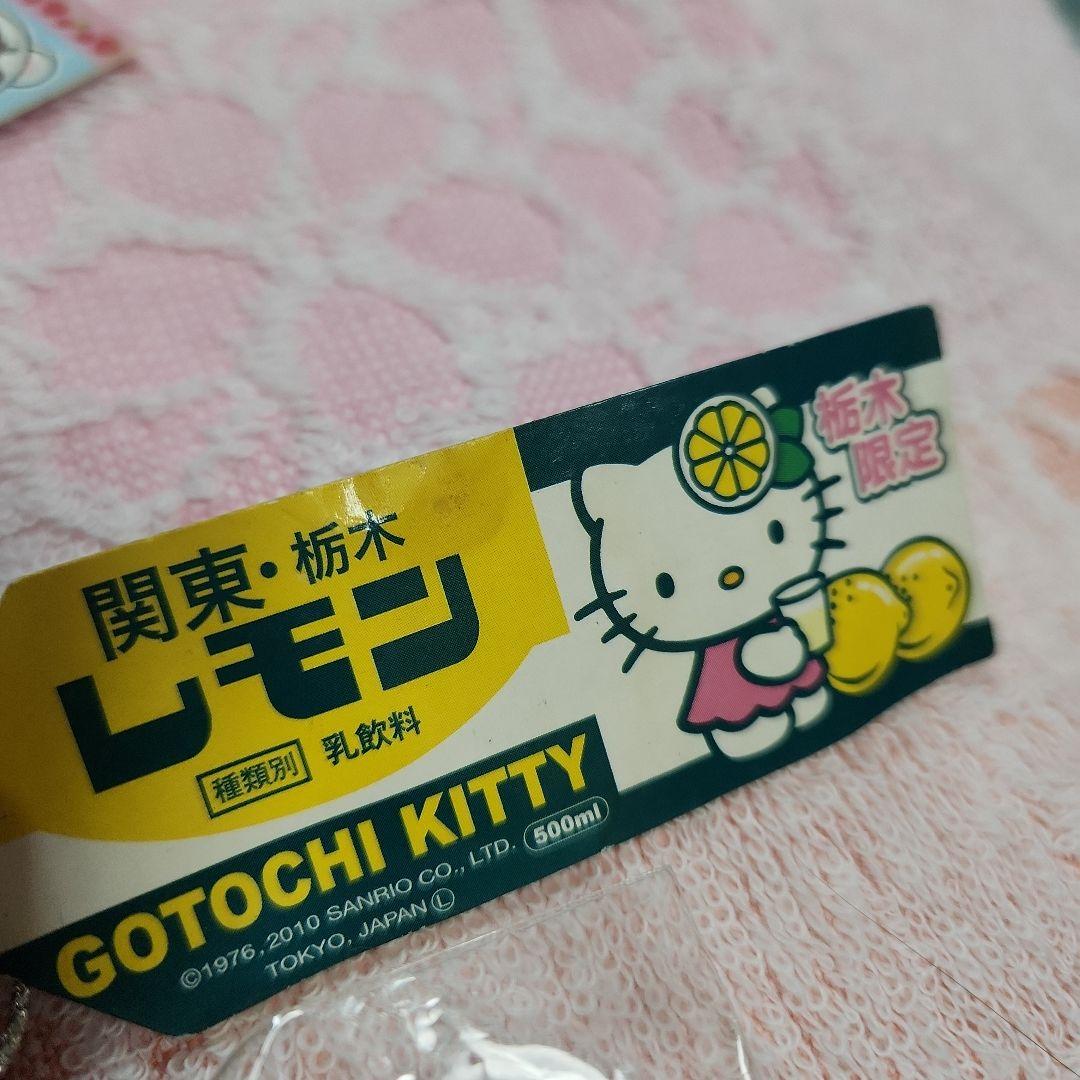 関東・栃木
レモン
種類別 乳飲料
GOTOCHI KITTY
©1976, 2010 SANRIO CO., LTD.
TOKYO, JAPAN Ⓛ
500ml
栃木
限定